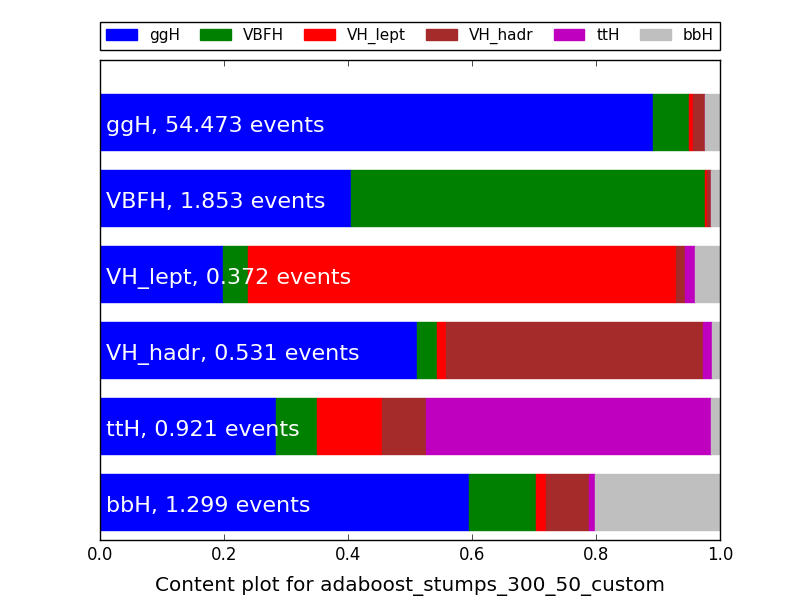 ggH VBFH VH_lept VH_hadr ttH bbH
ggH, 54.473 events
VBFH, 1.853 events
VH_lept, 0.372 events
VH_hadr, 0.531 events
ttH, 0.921 events
bbH, 1.299 events
0.0 0.2 0.4 0.6 0.8 1.0
Content plot for adaboost_stumps_300_50_custom